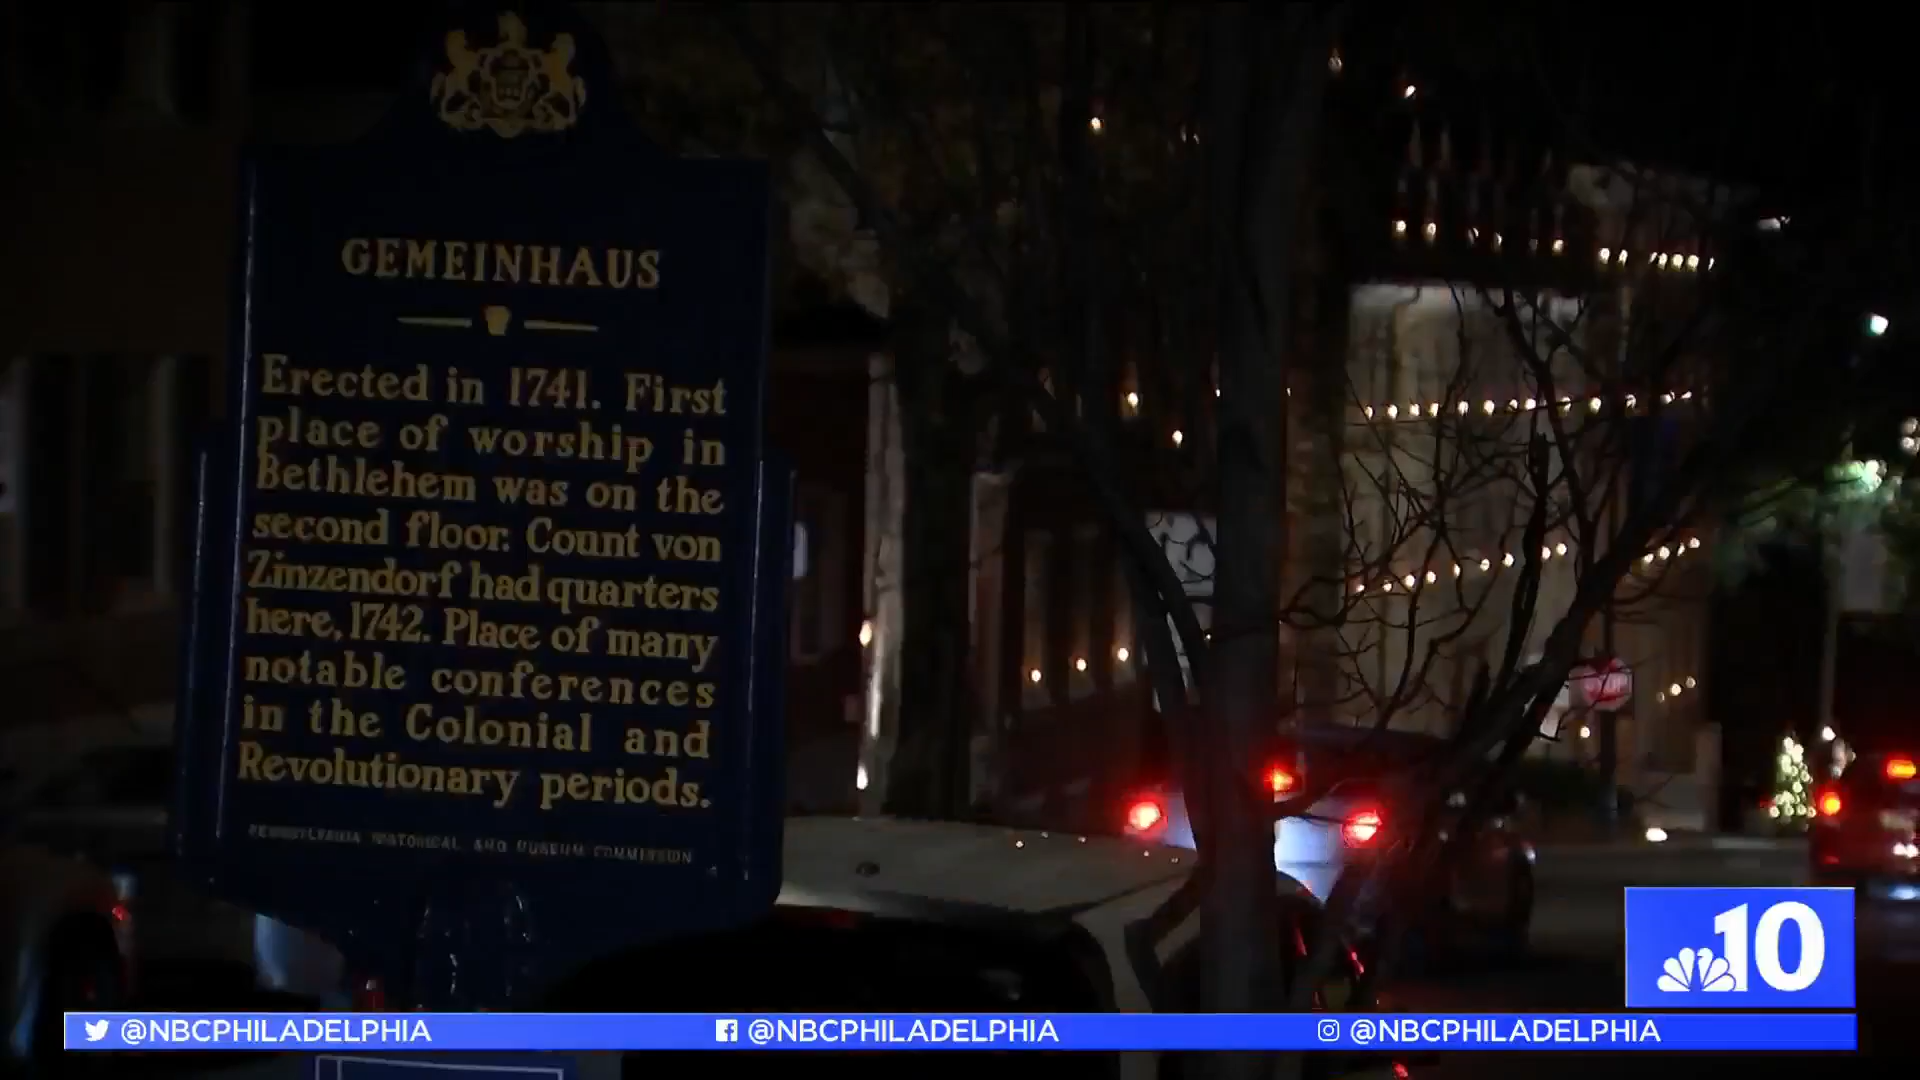 GEMEINHAUS
Erected in 1741. First
place of worship in
Bethlehem was on the
second floor. Count von
Zinzendorf had quarters
here, 1742. Place of many
notable conferences
in the Colonial and
Revolutionary periods.
PENNSYLVANIA HISTORICAL AND MUSEUM COMMISSION
10
@NBCPHILADELPHIA @NBCPHILADELPHIA @NBCPHILADELPHIA